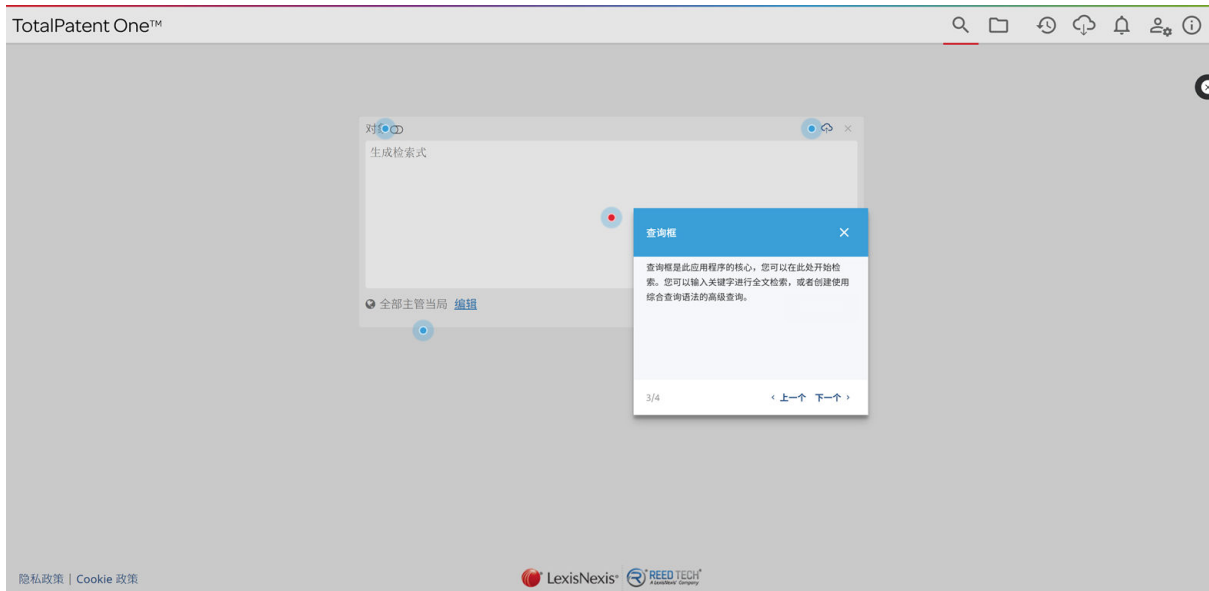 TotalPatent One™
生成检索式
查询框
查询框是此应用程序的核心，您可以在此处开始检
索。您可以输入关键字进行全文检索，或者创建使用
综合查询语法的高级查询。
全部主管当局 编辑
3/4 ‹ 上一个 下一个 ›
隐私政策 | Cookie 政策
LexisNexis®
REED TECH®
A LexisNexis® Company